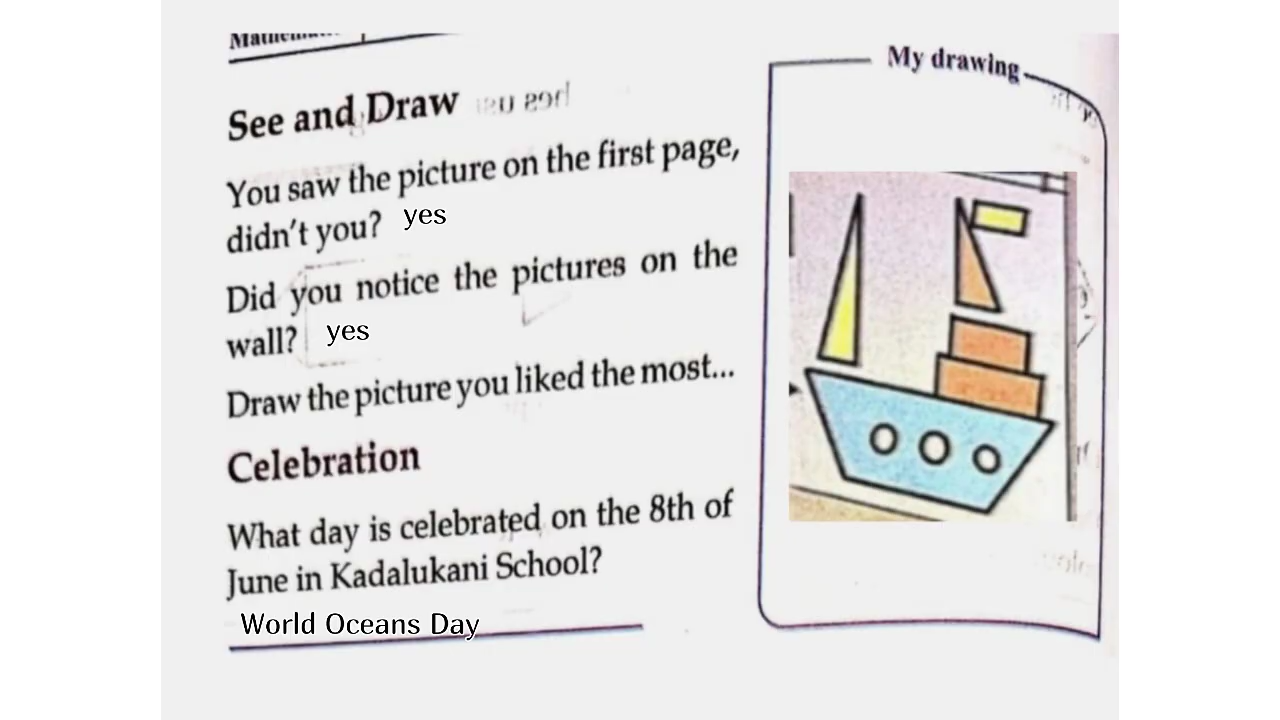 See and Draw
You saw the picture on the first page,
didn't you? yes
Did you notice the pictures on the
wall? yes
Draw the picture you liked the most...
Celebration
What day is celebrated on the 8th of
June in Kadalukani School?
World Oceans Day
My drawing